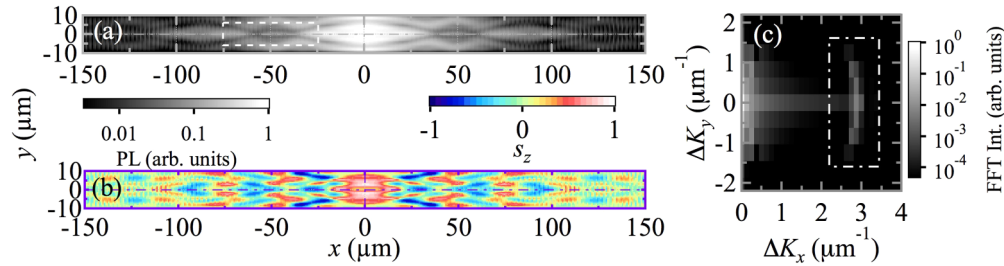 (a)
10
0
-10
-150 -100 -50 0 50 100 150
0.01 0.1 1
PL (arb. units)
-1 0 1
s_z
y (µm)
(b)
10
0
-10
-150 -100 -50 0 50 100 150
x (µm)
(c)
2
1
0
-1
-2
ΔK_y (µm⁻¹)
0 1 2 3 4
ΔK_x (µm⁻¹)
10⁰
10⁻¹
10⁻²
10⁻³
10⁻⁴
FFT Int. (arb. units)